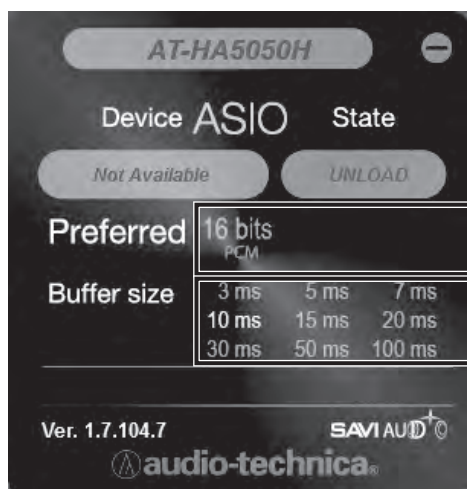 AT-HA5050H
Device ASIO State
Not Available UNLOAD
Preferred 16 bits
PCM
Buffer size 3 ms 5 ms 7 ms
10 ms 15 ms 20 ms
30 ms 50 ms 100 ms
Ver. 1.7.104.7 SAVI AUDIO
audio-technica®